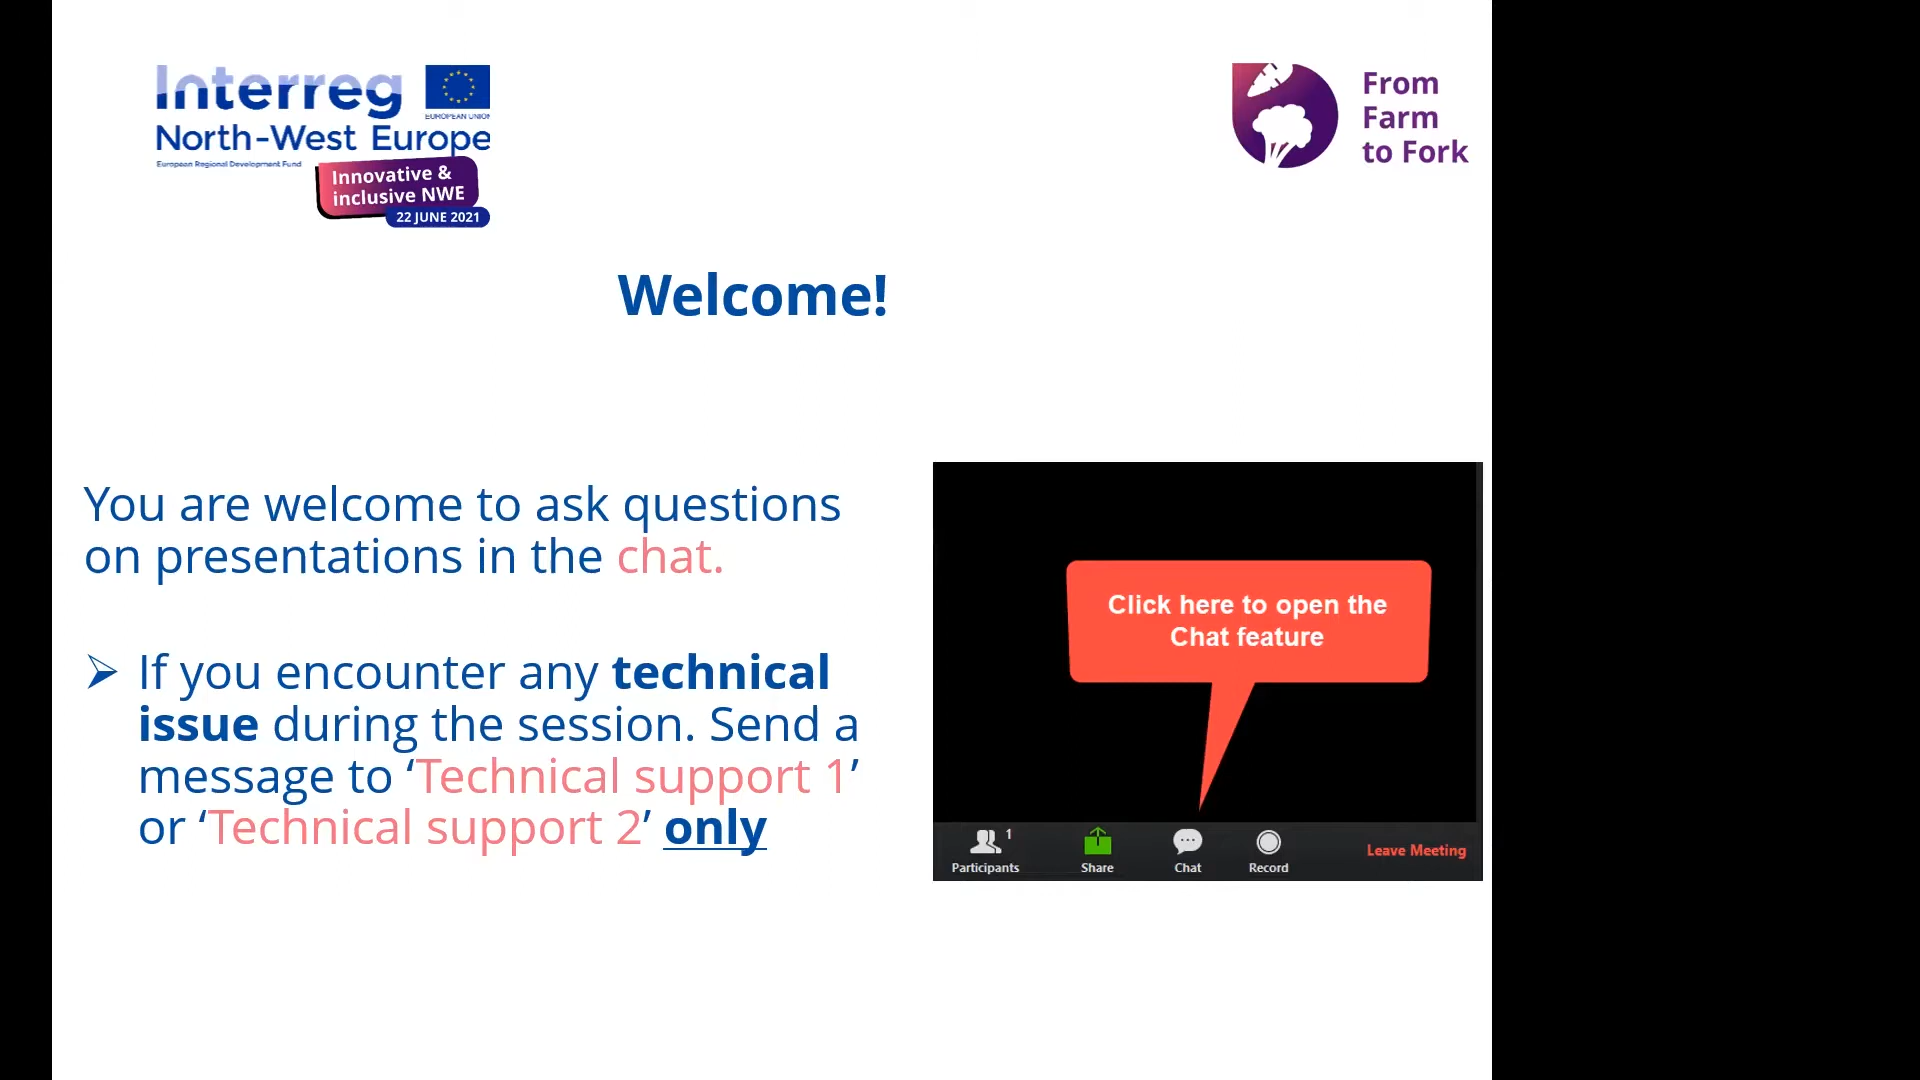 Interreg
EUROPEAN UNION
North-West Europe
European Regional Development Fund
Innovative &
inclusive NWE
22 JUNE 2021
From
Farm
to Fork
Welcome!
You are welcome to ask questions
on presentations in the chat.
➢ If you encounter any technical
issue during the session. Send a
message to ‘Technical support 1’
or ‘Technical support 2’ only
Click here to open the
Chat feature
1
Participants
Share
Chat
Record
Leave Meeting